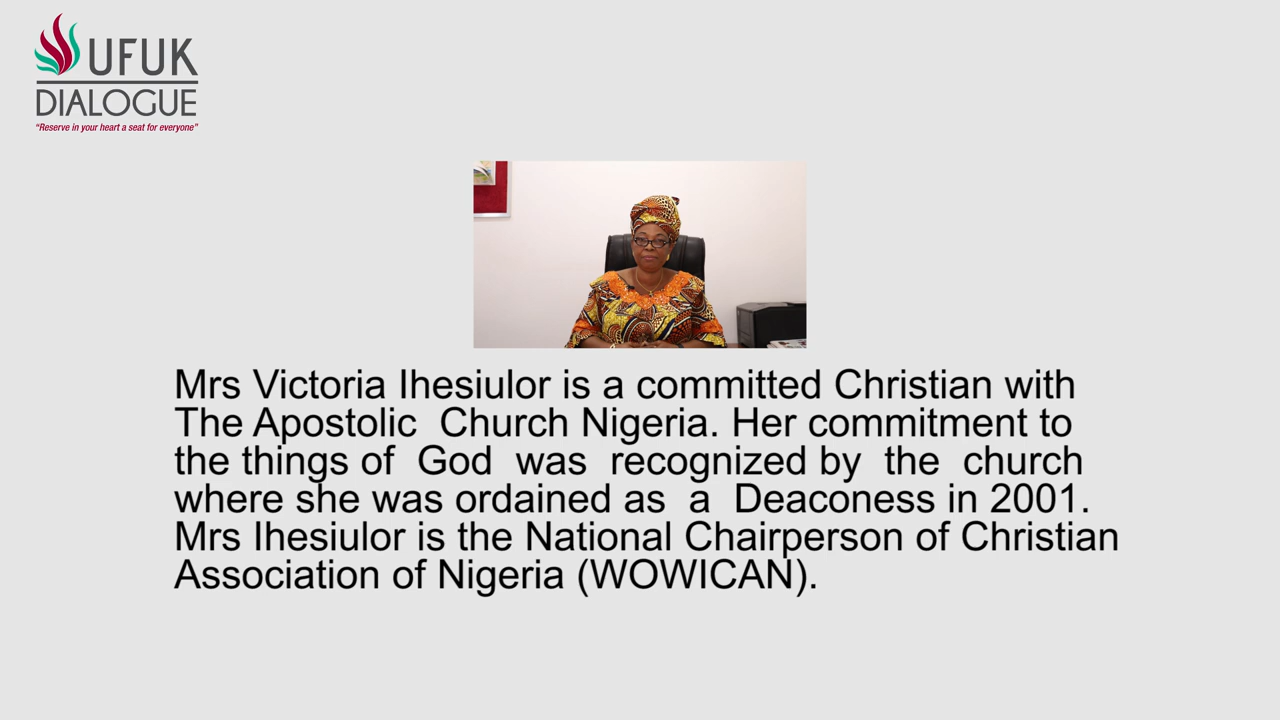 UFUK
DIALOGUE
“Reserve in your heart a seat for everyone”
Mrs Victoria Ihesiulor is a committed Christian with
The Apostolic Church Nigeria. Her commitment to
the things of God was recognized by the church
where she was ordained as a Deaconess in 2001.
Mrs Ihesiulor is the National Chairperson of Christian
Association of Nigeria (WOWICAN).